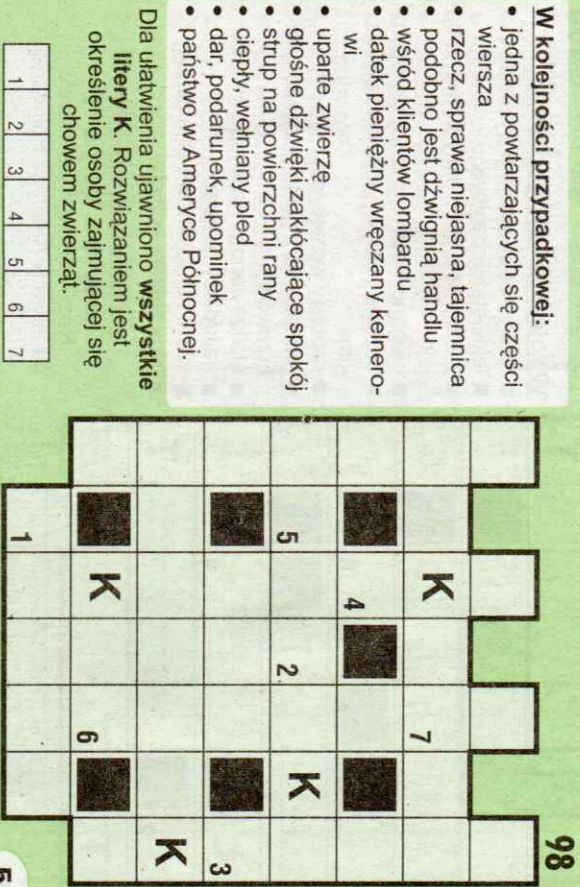 98
W kolejności przypadkowej:
• jedna z powtarzających się części
wiersza
• rzecz, sprawa niejasna, tajemnica
• podobno jest dźwignią handlu
• wśród klientów lombardu
• datek pieniężny wręczany kelnero-
wi
• uparte zwierzę
• głośne dźwięki zakłócające spokój
• strup na powierzchni rany
• ciepły, wełniany pled
• dar, podarunek, upominek
• państwo w Ameryce Północnej.
Dla ułatwienia ujawniono wszystkie
litery K. Rozwiązaniem jest
określenie osoby zajmującej się
chowem zwierząt.
1 2 3 4 5 6 7
K 7
4
5 2 K
3
K
K 6
1
5